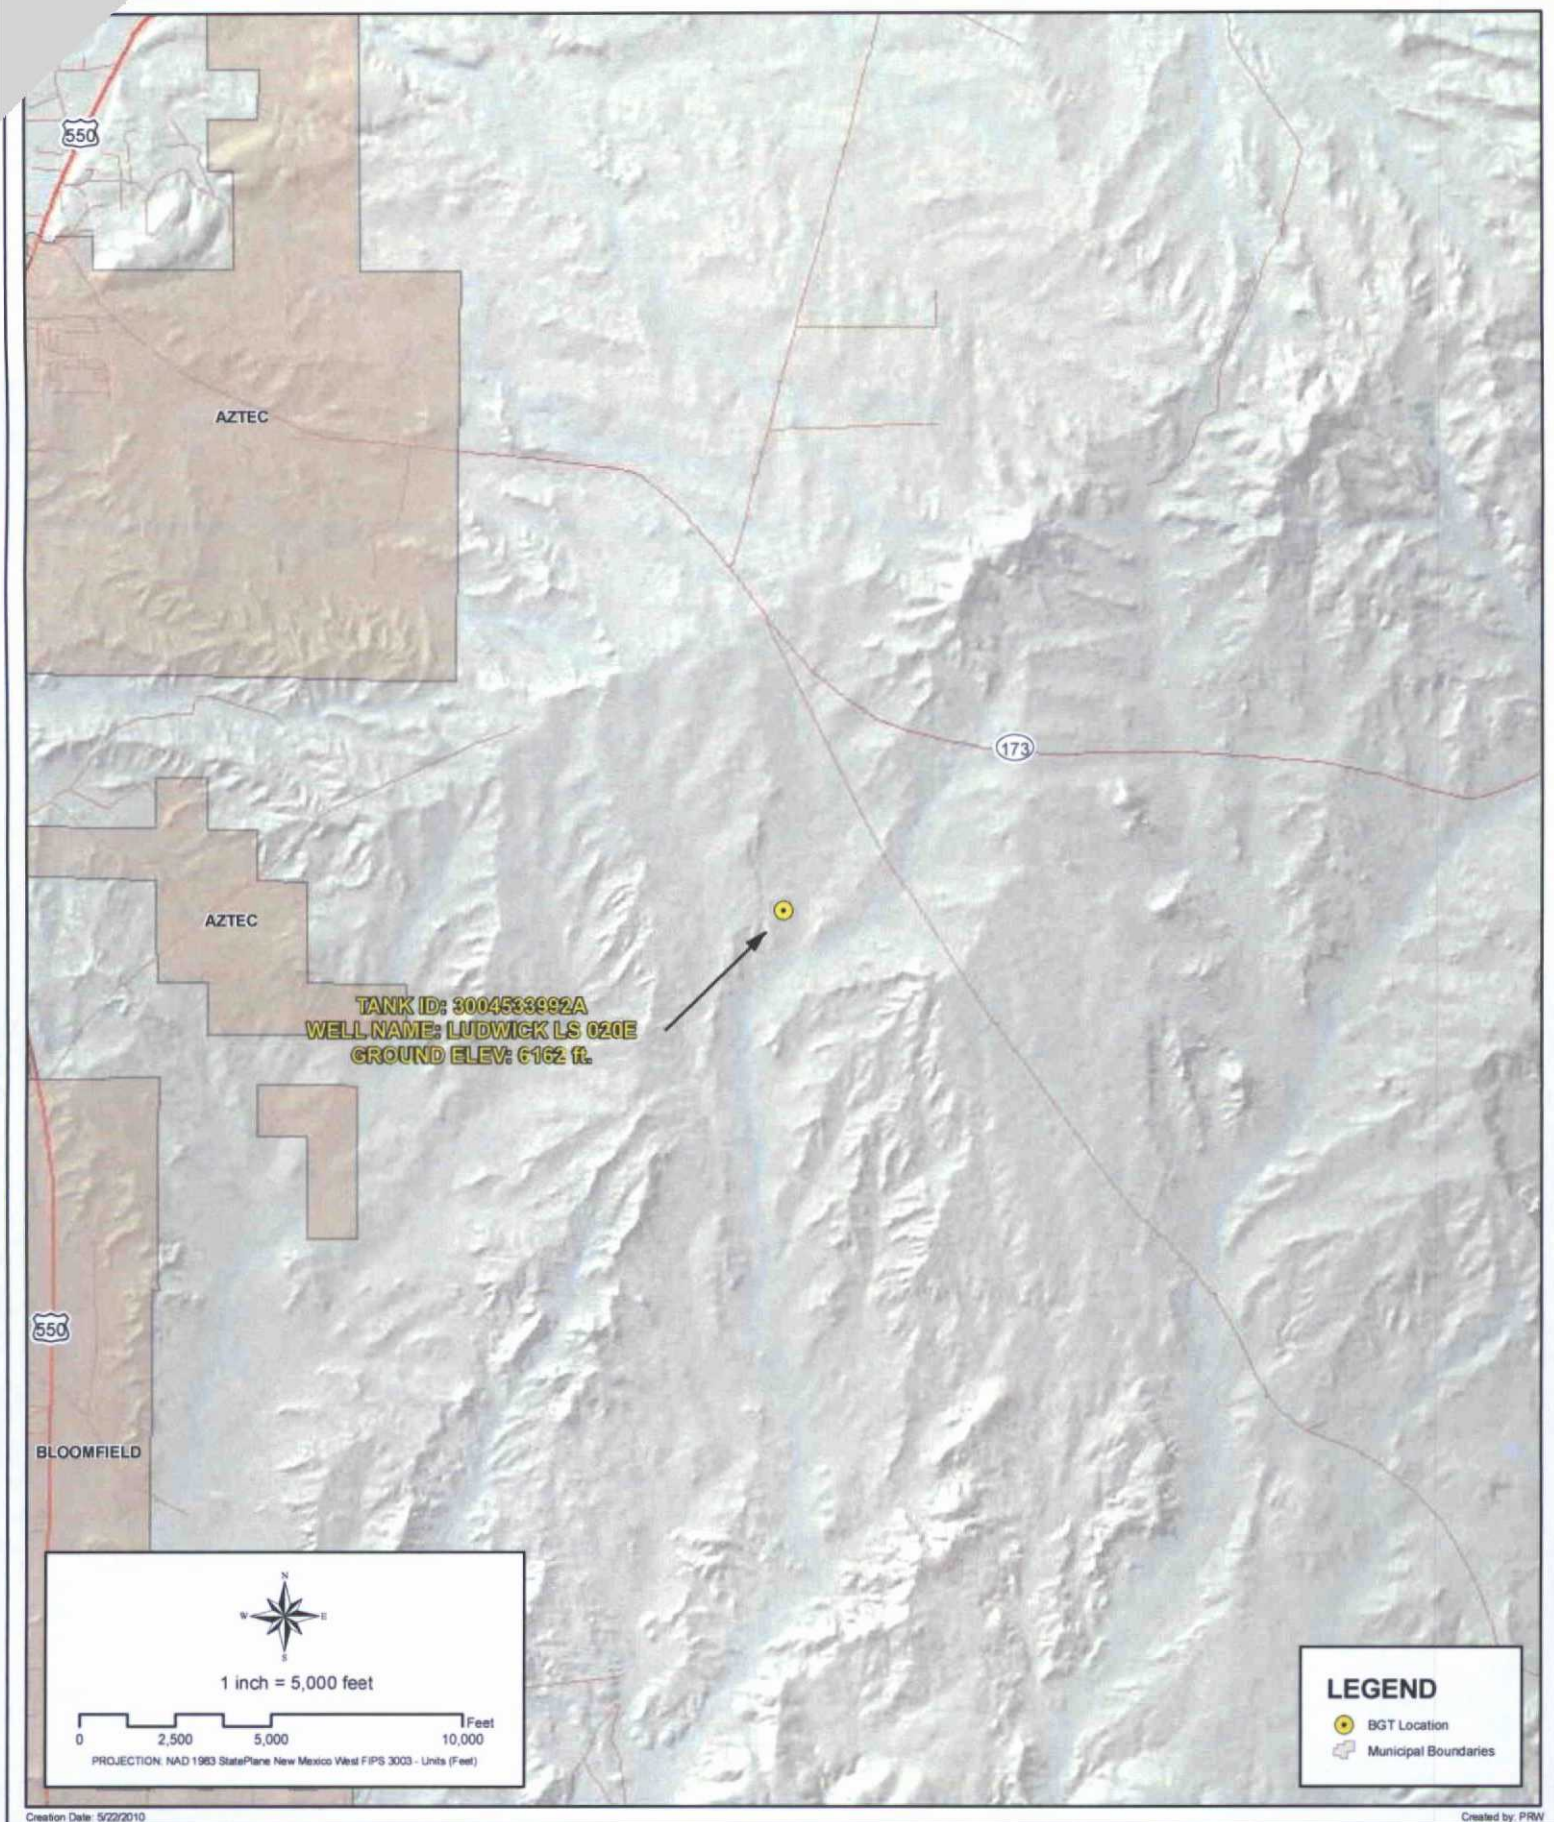 550
AZTEC
173
AZTEC
TANK ID: 3004533992A
WELL NAME: LUDWICK LS 020E
GROUND ELEV: 6162 ft.
550
BLOOMFIELD
N
W E
S
1 inch = 5,000 feet
Feet
0 2,500 5,000 10,000
PROJECTION: NAD 1983 StatePlane New Mexico West FIPS 3003 - Units (Feet)
LEGEND
BGT Location
Municipal Boundaries
Creation Date: 5/22/2010
Created by: PRW